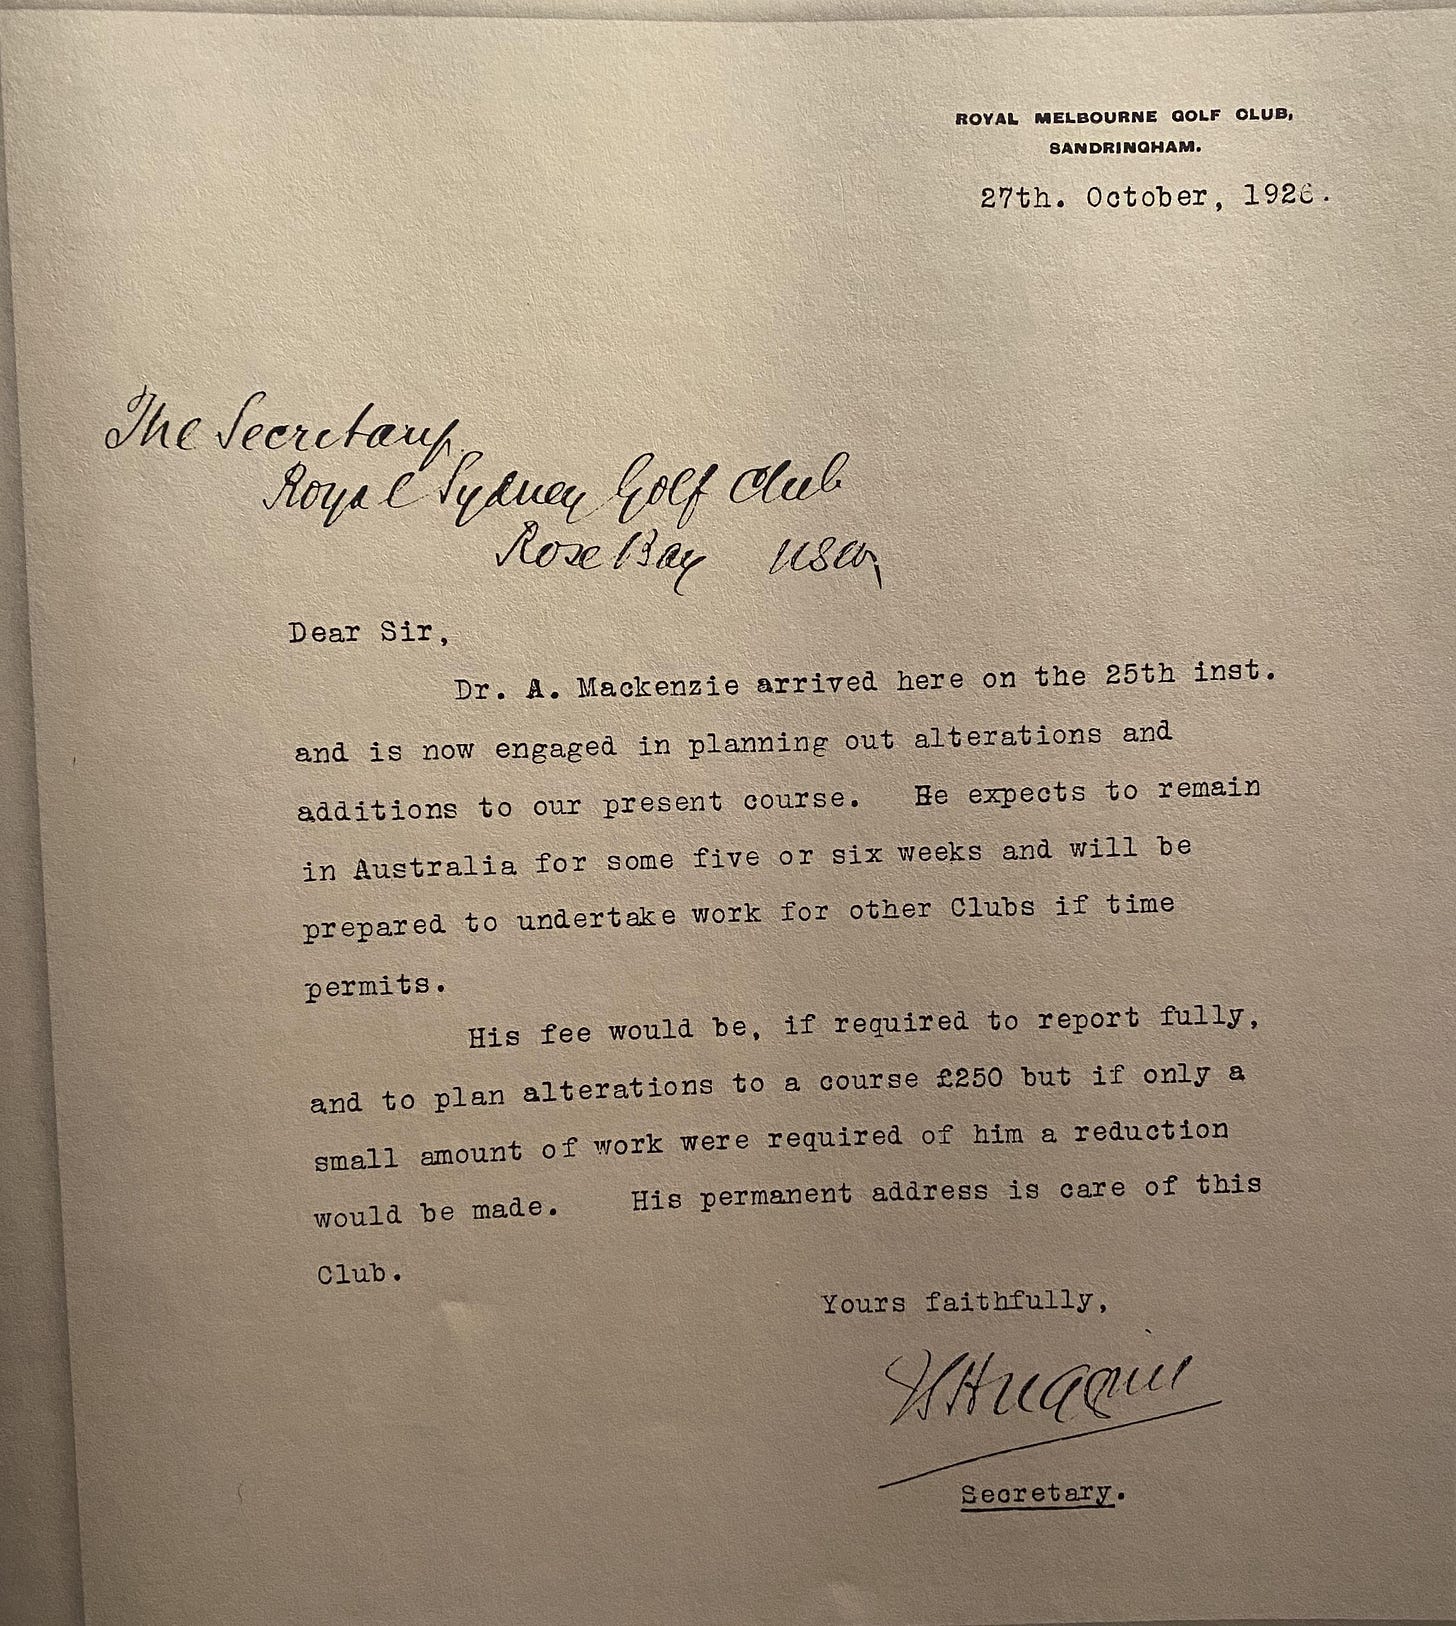 ROYAL MELBOURNE GOLF CLUB,
SANDRINGHAM.
27th. October, 1926.
The Secretary
Royal Sydney Golf Club
Rose Bay NSW
Dear Sir,
Dr. A. Mackenzie arrived here on the 25th inst.
and is now engaged in planning out alterations and
additions to our present course. He expects to remain
in Australia for some five or six weeks and will be
prepared to undertake work for other Clubs if time
permits.
His fee would be, if required to report fully,
and to plan alterations to a course £250 but if only a
small amount of work were required of him a reduction
would be made. His permanent address is care of this
Club.
Yours faithfully,
Secretary.